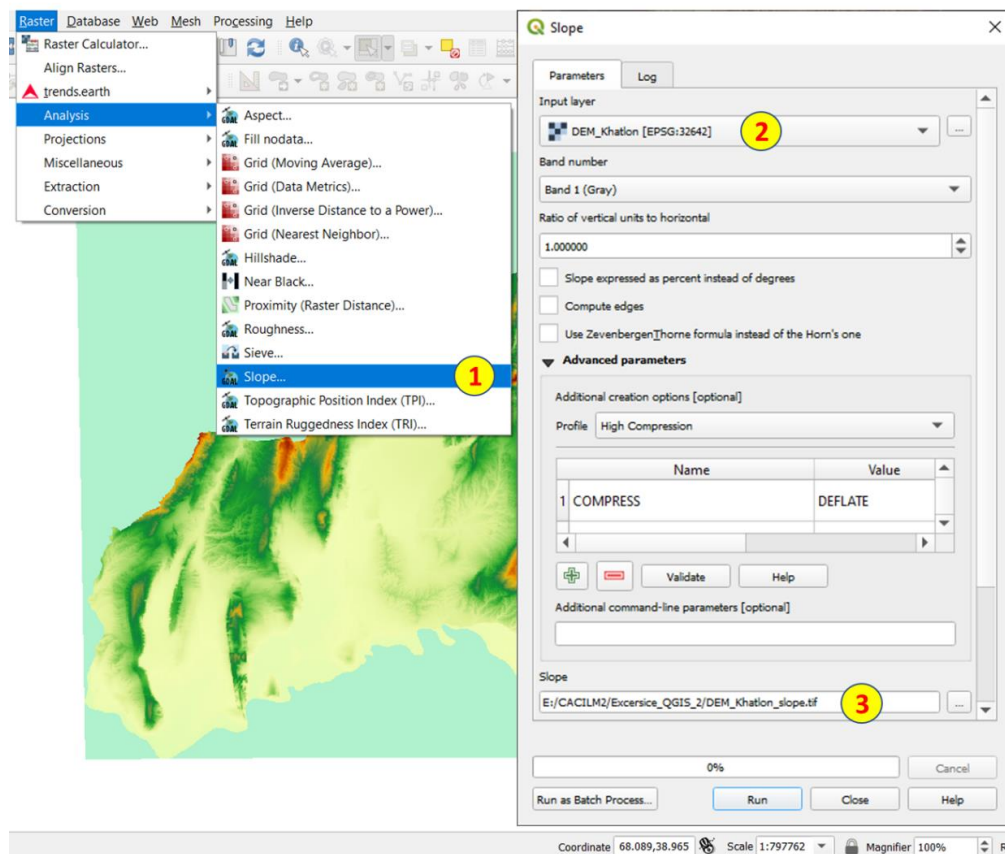 Raster Database Web Mesh Processing Help
Raster Calculator...
Align Rasters...
trends.earth
Analysis
Projections
Miscellaneous
Extraction
Conversion
Aspect...
Fill nodata...
Grid (Moving Average)...
Grid (Data Metrics)...
Grid (Inverse Distance to a Power)...
Grid (Nearest Neighbor)...
Hillshade...
Near Black...
Proximity (Raster Distance)...
Roughness...
Sieve...
Slope...
1
Topographic Position Index (TPI)...
Terrain Ruggedness Index (TRI)...
Slope
Parameters Log
Input layer
DEM_Khatlon [EPSG:32642]
2
...
Band number
Band 1 (Gray)
Ratio of vertical units to horizontal
1.000000
Slope expressed as percent instead of degrees
Compute edges
Use ZevenbergenThorne formula instead of the Horn's one
Advanced parameters
Additional creation options [optional]
Profile High Compression
Name Value
1 COMPRESS DEFLATE
Validate Help
Additional command-line parameters [optional]
Slope
E:/CACILM2/Excersice_QGIS_2/DEM_Khatlon_slope.tif
3
...
0%
Cancel
Run as Batch Process... Run Close Help
Coordinate 68.089,38.965 Scale 1:797762 Magnifier 100% R